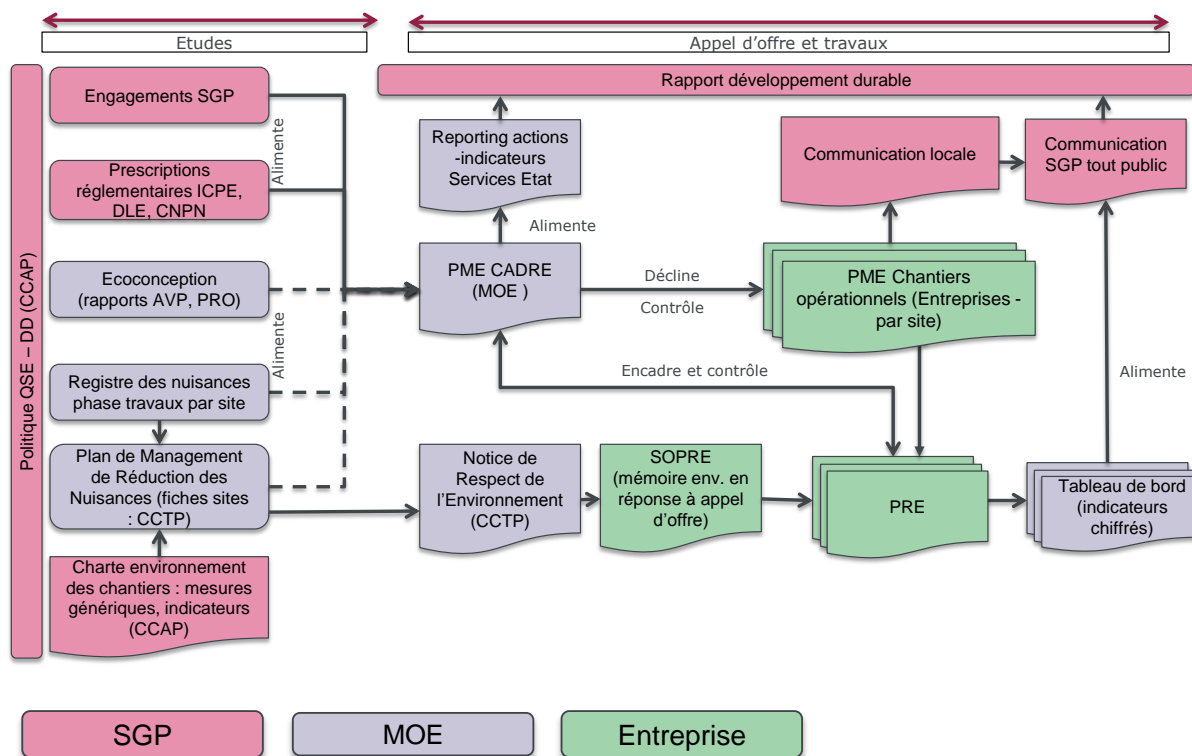 Etudes
Appel d'offre et travaux
Politique QSE – DD (CCAP)
Engagements SGP
Alimente
Prescriptions
réglementaires ICPE,
DLE, CNPN
Ecoconception
(rapports AVP, PRO)
Alimente
Registre des nuisances
phase travaux par site
Plan de Management
de Réduction des
Nuisances (fiches sites
: CCTP)
Charte environnement
des chantiers : mesures
génériques, indicateurs
(CCAP)
Rapport développement durable
Reporting actions
-indicateurs
Services Etat
Alimente
Communication locale
Communication
SGP tout public
PME CADRE
(MOE )
Décline
Contrôle
PME Chantiers
opérationnels (Entreprises -
par site)
Encadre et contrôle
Alimente
Notice de
Respect de
l'Environnement
(CCTP)
SOPRE
(mémoire env. en
réponse à appel
d'offre)
PRE
Tableau de bord
(indicateurs
chiffrés)
SGP
MOE
Entreprise